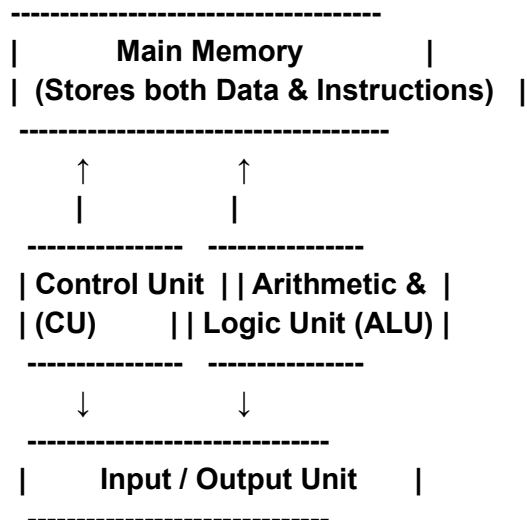 --------------------------------------
| Main Memory |
| (Stores both Data & Instructions) |
--------------------------------------
↑ ↑
| |
---------------- ----------------
| Control Unit | | Arithmetic & |
| (CU) | | Logic Unit (ALU) |
---------------- ----------------
↓ ↓
-------------------------------
| Input / Output Unit |
-------------------------------